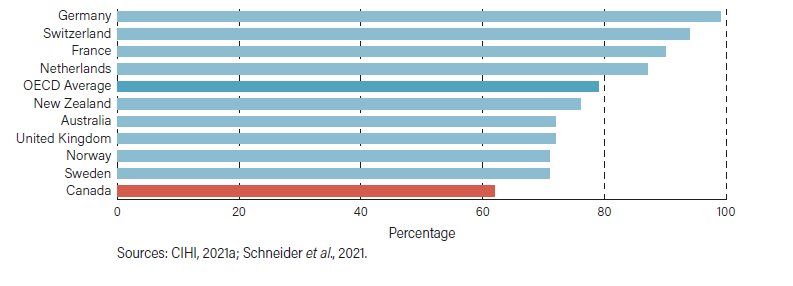 Germany
Switzerland
France
Netherlands
OECD Average
New Zealand
Australia
United Kingdom
Norway
Sweden
Canada
0 20 40 60 80 100
Percentage
Sources: CIHI, 2021a; Schneider et al., 2021.